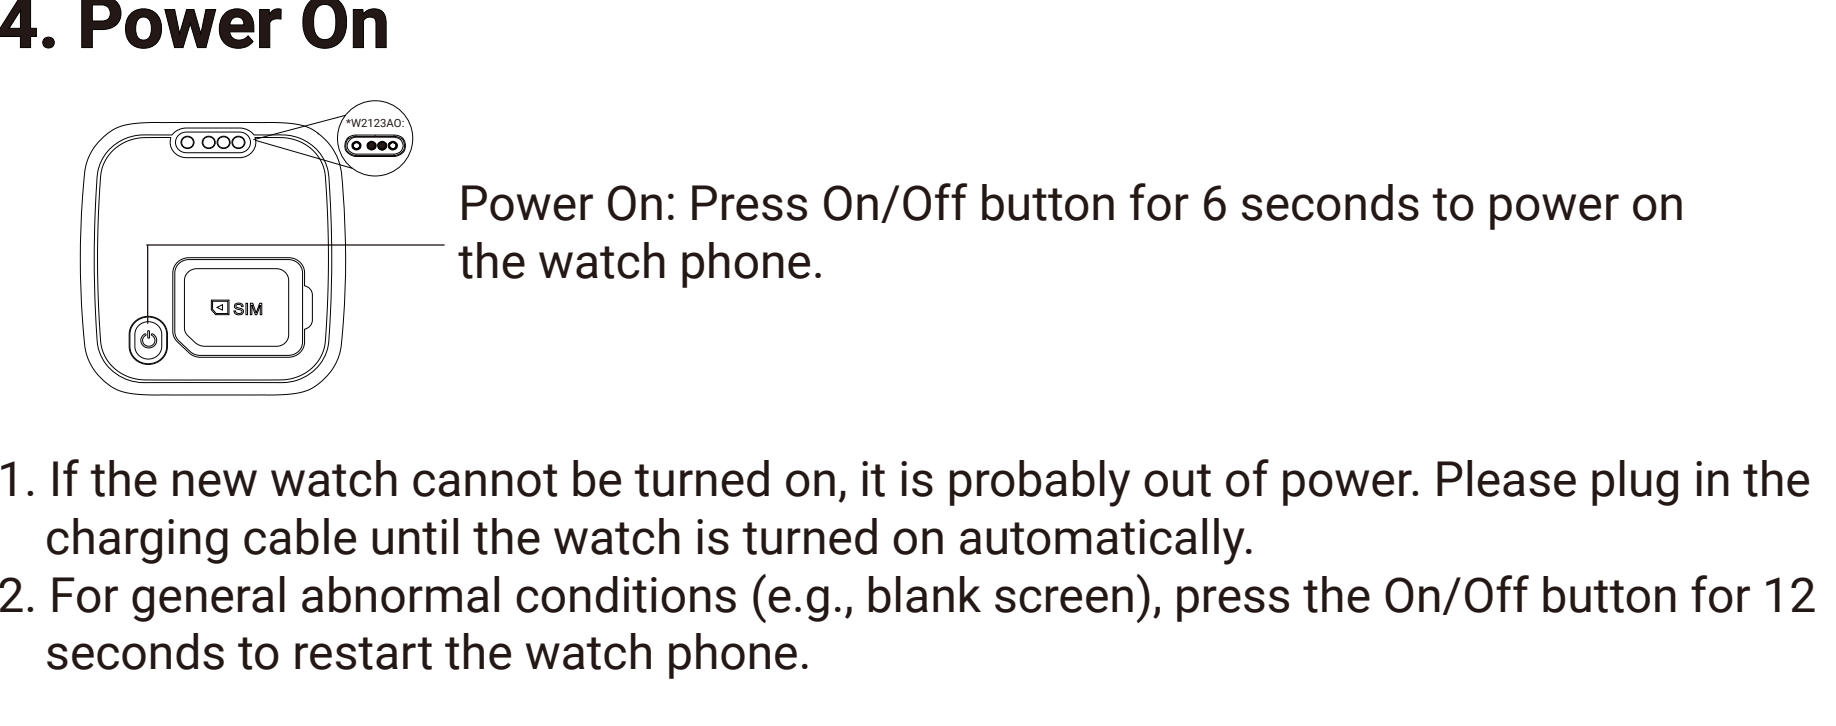 4. Power On
*W2123AO:
Power On: Press On/Off button for 6 seconds to power on
the watch phone.
SIM
1. If the new watch cannot be turned on, it is probably out of power. Please plug in the
charging cable until the watch is turned on automatically.
2. For general abnormal conditions (e.g., blank screen), press the On/Off button for 12
seconds to restart the watch phone.